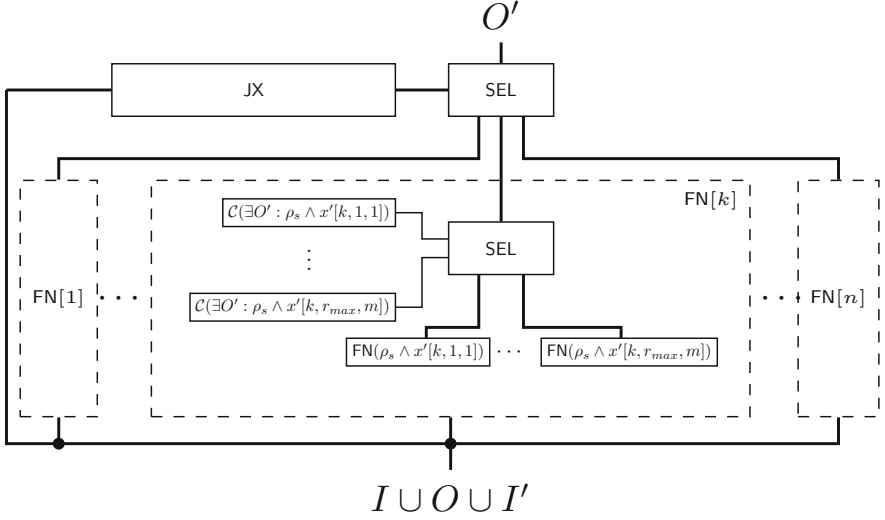 O′
JX
SEL
FN[k]
C(∃O′ : ρ_s ∧ x′[k, 1, 1])
SEL
⋮
FN[1]
· · ·
C(∃O′ : ρ_s ∧ x′[k, r_max, m])
· · ·
FN[n]
FN(ρ_s ∧ x′[k, 1, 1])
· · ·
FN(ρ_s ∧ x′[k, r_max, m])
I ∪ O ∪ I′